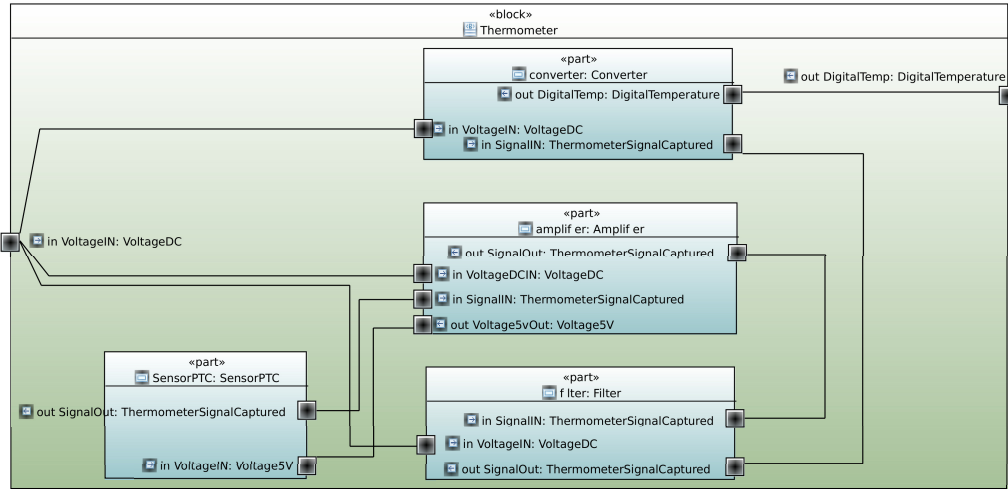 «block»
Thermometer
«part»
converter: Converter
out DigitalTemp: DigitalTemperature
out DigitalTemp: DigitalTemperature
in VoltageIN: VoltageDC
in SignalIN: ThermometerSignalCaptured
in VoltageIN: VoltageDC
«part»
amplif er: Amplif er
out SignalOut: ThermometerSignalCaptured
in VoltageDCIN: VoltageDC
in SignalIN: ThermometerSignalCaptured
out Voltage5vOut: Voltage5V
«part»
SensorPTC: SensorPTC
out SignalOut: ThermometerSignalCaptured
in VoltageIN: Voltage5V
«part»
f lter: Filter
in SignalIN: ThermometerSignalCaptured
in VoltageIN: VoltageDC
out SignalOut: ThermometerSignalCaptured